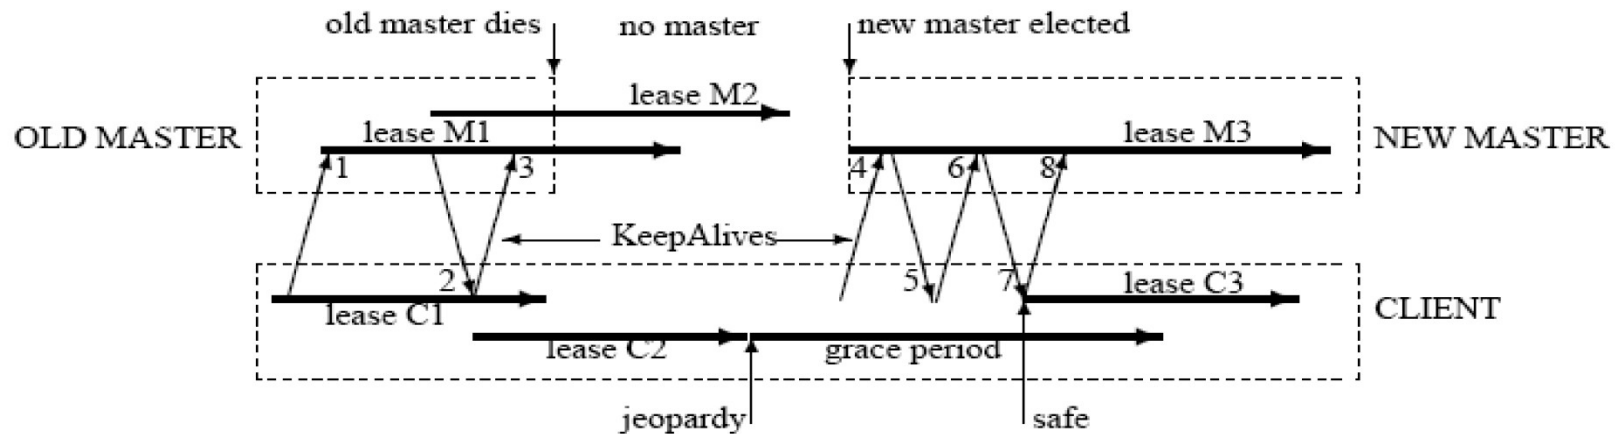 old master dies
no master
new master elected
lease M2
OLD MASTER
lease M1
lease M3
NEW MASTER
1
3
4
6
8
KeepAlives
2
5
7
lease C3
lease C1
CLIENT
lease C2
grace period
jeopardy
safe